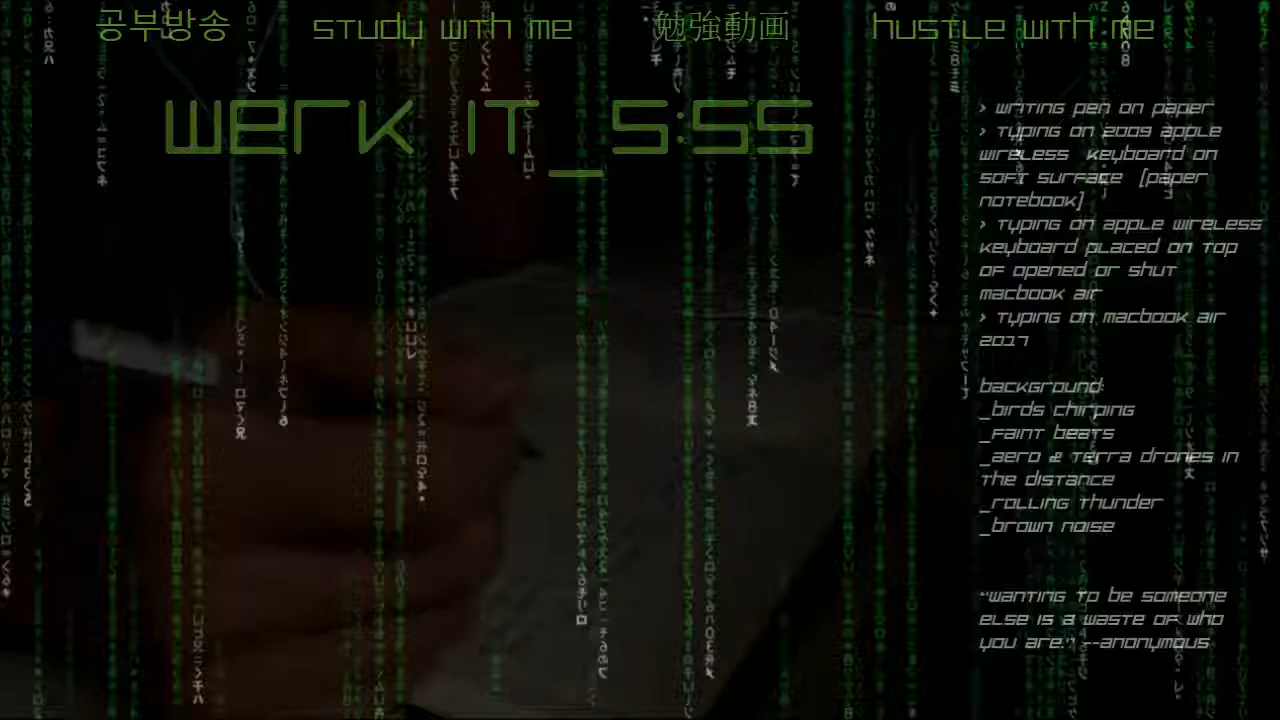 공부방송 study with me 勉強動画 hustle with me
werk it_5:55
> writing pen on paper
> typing on 2009 apple
wireless keyboard on
soft surface [paper
notebook]
> typing on apple wireless
keyboard placed on top
of opened or shut
macbook air
> typing on macbook air
2017
background:
_birds chirping
_faint beats
_aero & terra drones in
the distance
_rolling thunder
_brown noise
"wanting to be someone
else is a waste of who
you are." --anonymous